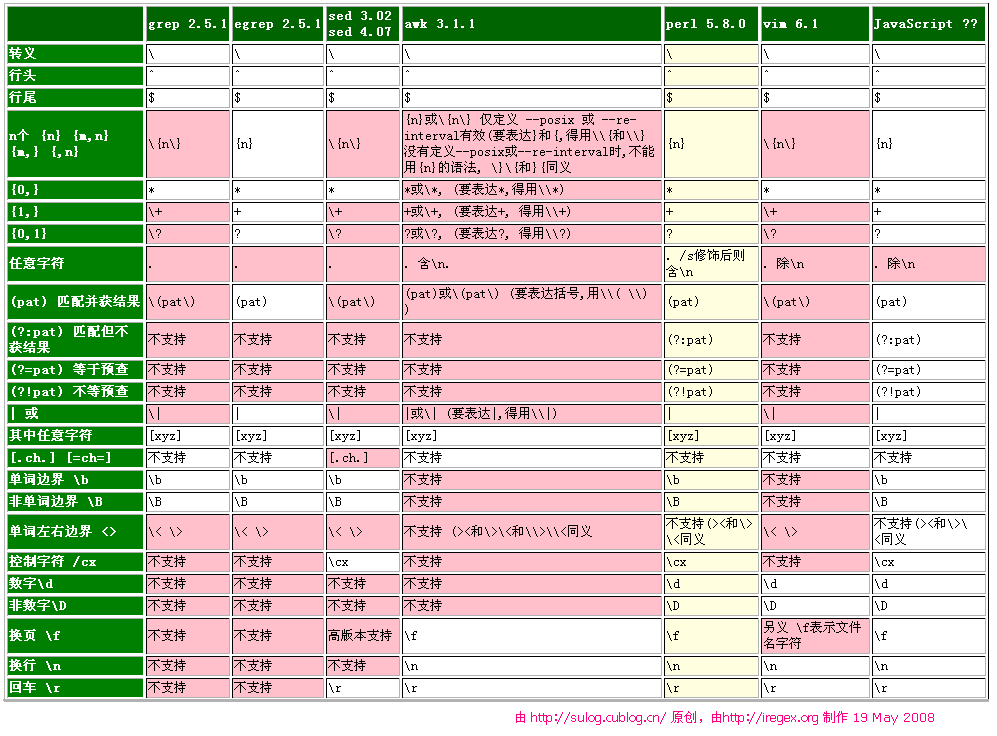 grep 2.5.1 egrep 2.5.1 sed 3.02 awk 3.1.1 perl 5.8.0 vim 6.1 JavaScript ??
sed 4.07
转义 \ \ \ \ \ \ \
行头 ^ ^ ^ ^ ^ ^ ^
行尾 $ $ $ $ $ $ $
n个 {n} {m,n} {m,} {,n} \{n\} {n} \{n\} {n}或\{n\} 仅定义 --posix 或 --re-
interval有效(要表达}和{,得用\\{和\\}
没有定义--posix或--re-interval时,不能
用{n}的语法, \}\{和}{同义 {n} \{n\} {n}
{0,} * * * *或\*, (要表达*,得用\\*) * * *
{1,} \+ + \+ +或\+, (要表达+, 得用\\+) + \+ +
{0,1} \? ? \? ?或\?, (要表达?, 得用\\?) ? \? ?
任意字符 . . . . 含\n. . /s修饰后则
含\n . 除\n . 除\n
(pat) 匹配并获结果 \(pat\) (pat) \(pat\) (pat)或\(pat\) (要表达括号,用\\( \\)
) (pat) \(pat\) (pat)
(?:pat) 匹配但不
获结果 不支持 不支持 不支持 不支持 (?:pat) 不支持 (?:pat)
(?=pat) 等于预查 不支持 不支持 不支持 不支持 (?=pat) 不支持 (?=pat)
(?!pat) 不等预查 不支持 不支持 不支持 不支持 (?!pat) 不支持 (?!pat)
| 或 \| | \| |或\| (要表达|,得用\\|) | \| |
其中任意字符 [xyz] [xyz] [xyz] [xyz] [xyz] [xyz] [xyz]
[.ch.] [=ch=] 不支持 不支持 [.ch.] 不支持 不支持 不支持 不支持
单词边界 \b \b \b \b 不支持 \b 不支持 \b
非单词边界 \B \B \B \B 不支持 \B 不支持 \B
单词左右边界 <> \< \> \< \> \< \> 不支持 (><和\>\<和\\>\\<同义 不支持(><和\>
\<同义 \< \> 不支持(><和\>\
<同义
控制字符 /cx 不支持 不支持 \cx 不支持 \cx 不支持 \cx
数字\d 不支持 不支持 不支持 不支持 \d \d \d
非数字\D 不支持 不支持 不支持 不支持 \D \D \D
换页 \f 不支持 不支持 高版本支持 \f \f 另义 \f表示文件
名字符 \f
换行 \n 不支持 不支持 不支持 \n \n \n \n
回车 \r 不支持 不支持 \r \r \r \r \r
由 http://sulog.cublog.cn/ 原创，由http://iregex.org 制作 19 May 2008